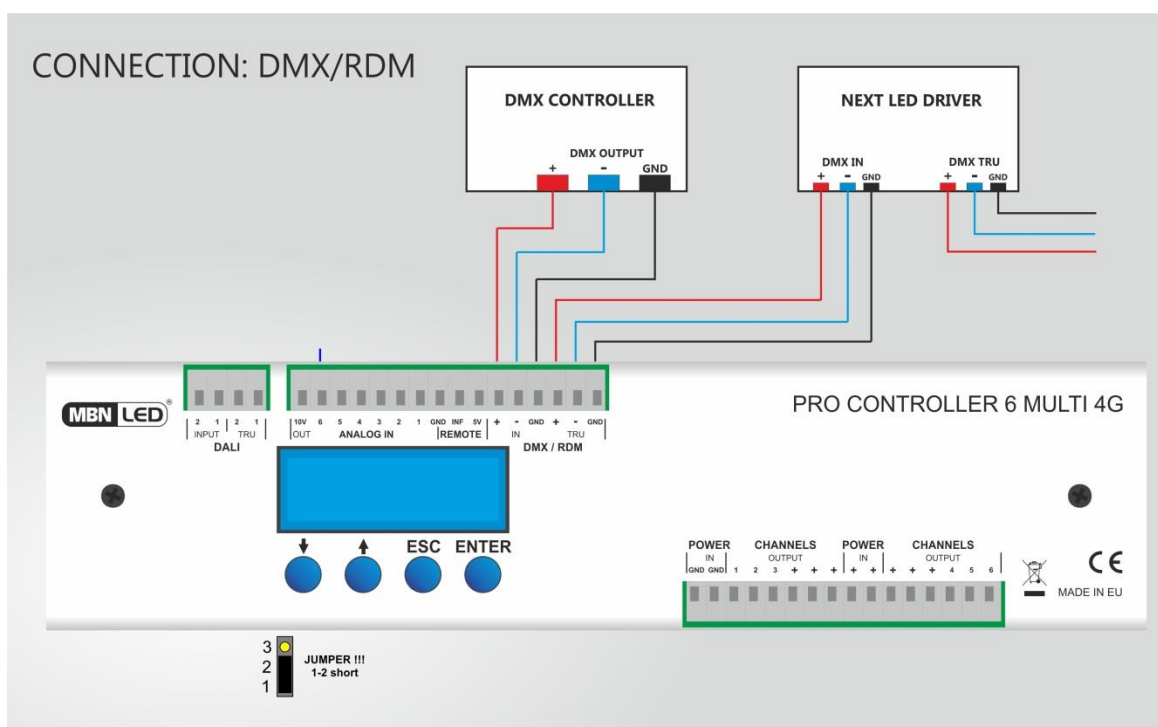 CONNECTION: DMX/RDM
DMX CONTROLLER
DMX OUTPUT
+ - GND
NEXT LED DRIVER
DMX IN DMX TRU
+ - GND + - GND
MBN LED®
PRO CONTROLLER 6 MULTI 4G
2 1 2 1
INPUT TRU
DALI
10V 6 5 4 3 2 1 GND INF 5V + - GND + - GND
OUT ANALOG IN REMOTE IN TRU
DMX / RDM
ESC ENTER
POWER CHANNELS POWER CHANNELS
IN OUTPUT IN OUTPUT
GND GND 1 2 3 + + + + + + + + 4 5 6
CE
MADE IN EU
3
2
1
JUMPER !!!
1-2 short